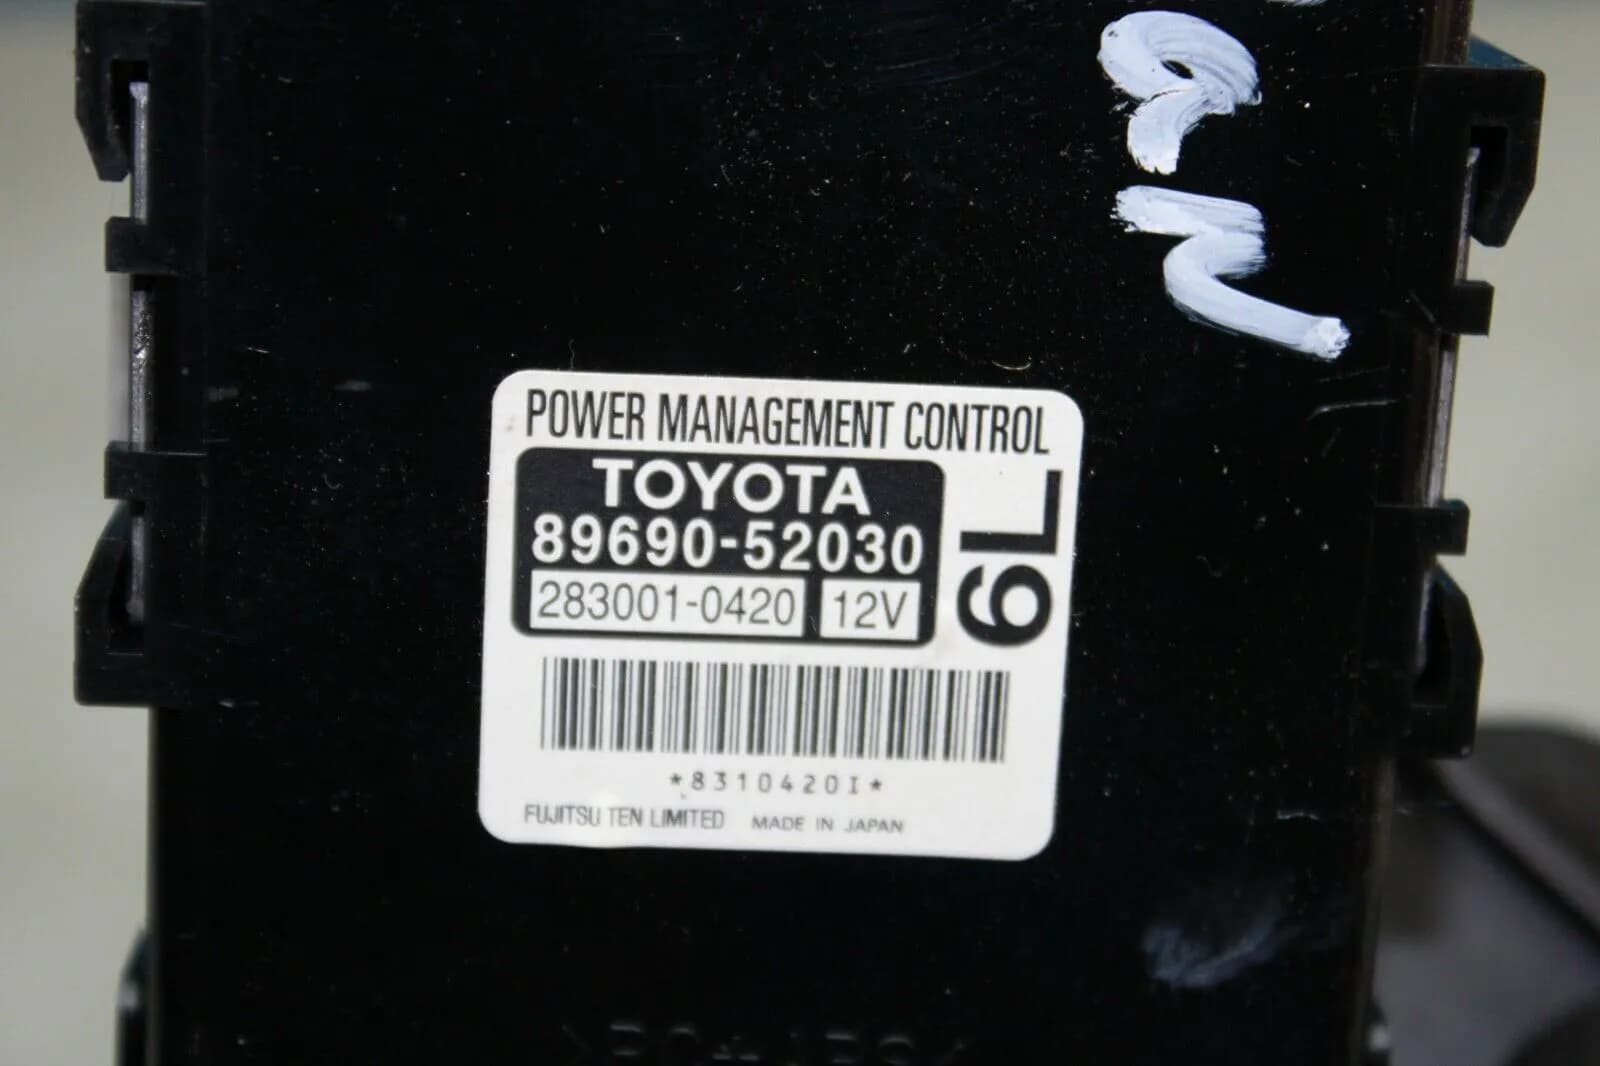 POWER MANAGEMENT CONTROL
TOYOTA
89690-52030
283001-0420 12V
6L
*8310420I*
FUJITSU TEN LIMITED MADE IN JAPAN